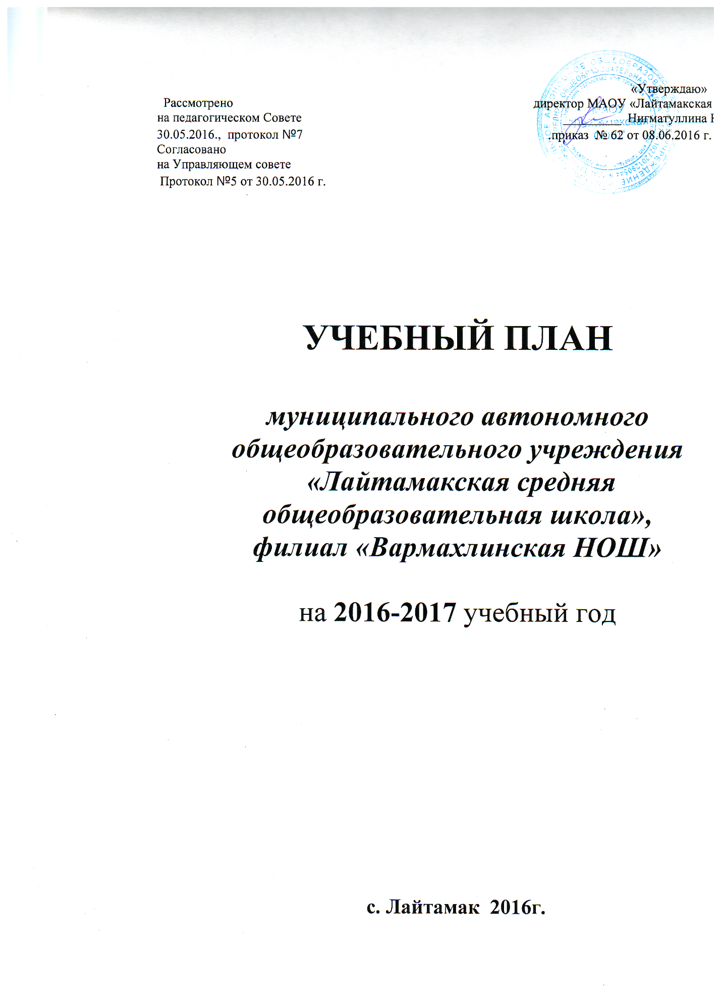 Рассмотрено
на педагогическом Совете
30.05.2016., протокол №7
Согласовано
на Управляющем совете
Протокол №5 от 30.05.2016 г.
«Утверждаю»
директор МАОУ «Лайтамакская
Нигматуллина
.приказ № 62 от 08.06.2016 г.
УЧЕБНЫЙ ПЛАН
муниципального автономного
общеобразовательного учреждения
«Лайтамакская средняя
общеобразовательная школа»,
филиал «Вармахлинская НОШ»
на 2016-2017 учебный год
с. Лайтамак 2016г.